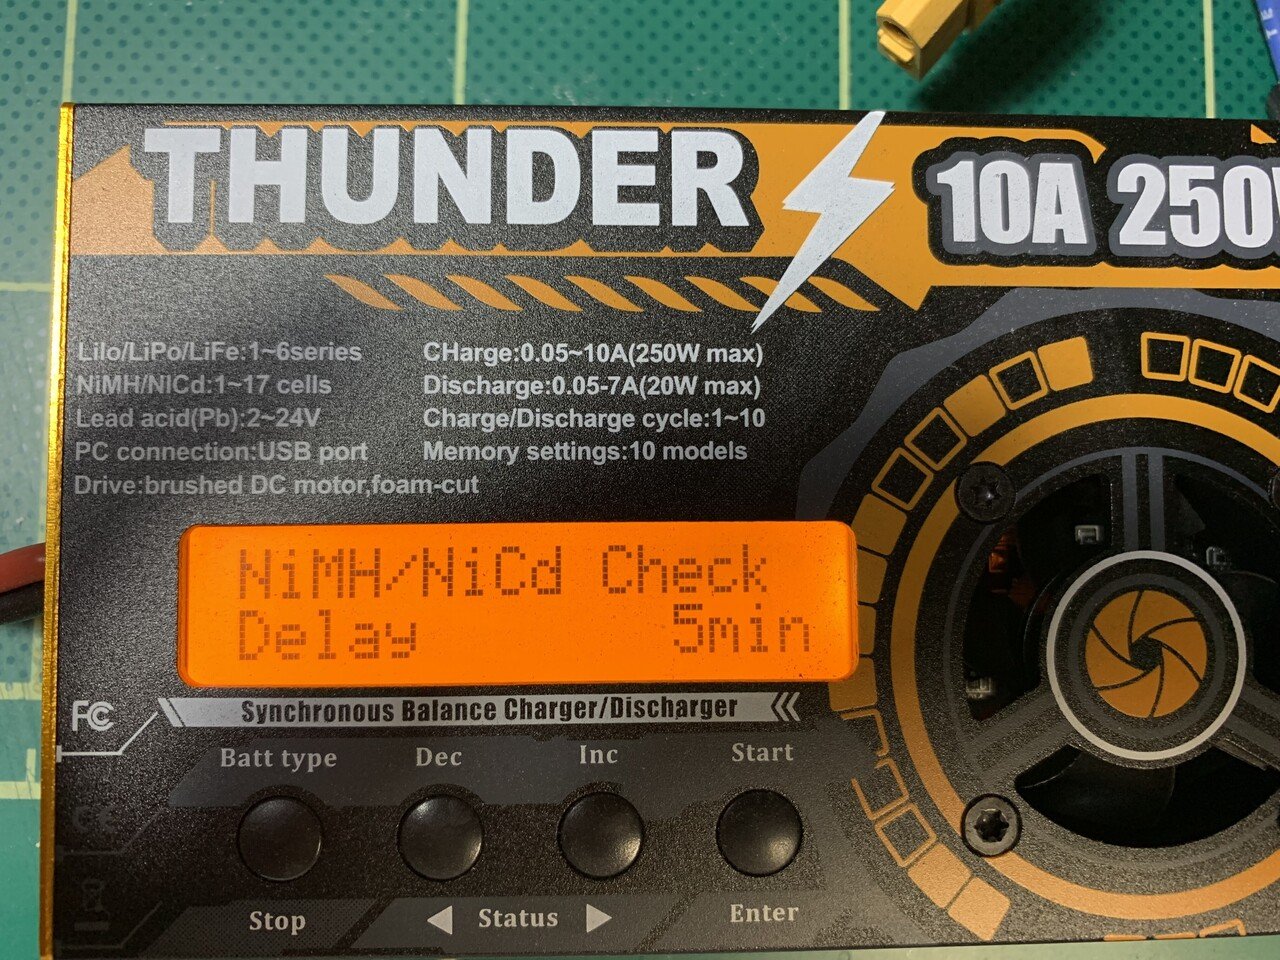 THUNDER 10A 250W
LiIo/LiPo/LiFe:1~6series
NiMH/NICd:1~17 cells
Lead acid(Pb):2~24V
PC connection:USB port
Drive:brushed DC motor,foam-cut
CHarge:0.05~10A(250W max)
Discharge:0.05-7A(20W max)
Charge/Discharge cycle:1~10
Memory settings:10 models
NiMH/NiCd Check
Delay 5min
FC
Synchronous Balance Charger/Discharger
Batt type Dec Inc Start
CE
Stop Status Enter